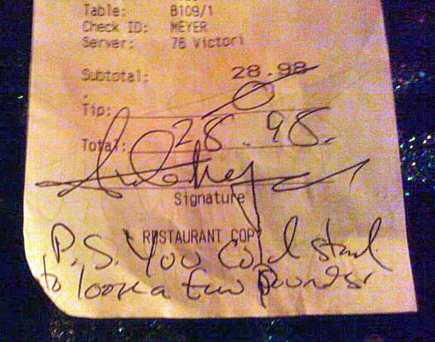 Table: B109/1
Check ID: MEYER
Server: 76 Victori
Subtotal: 28.98
Tip:
Total: 28.98.
Signature
RESTAURANT COPY
P.S. You Could stand
to loose a few pounds!